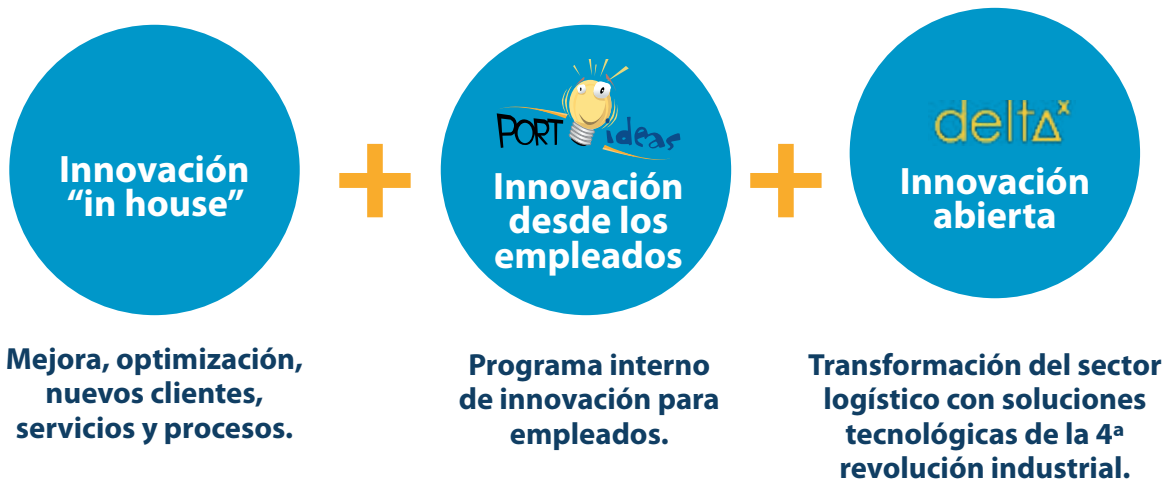 Innovación
“in house”
PORT ideas
Innovación
desde los
empleados
deltax
Innovación
abierta
Mejora, optimización,
nuevos clientes,
servicios y procesos.
Programa interno
de innovación para
empleados.
Transformación del sector
logístico con soluciones
tecnológicas de la 4ª
revolución industrial.